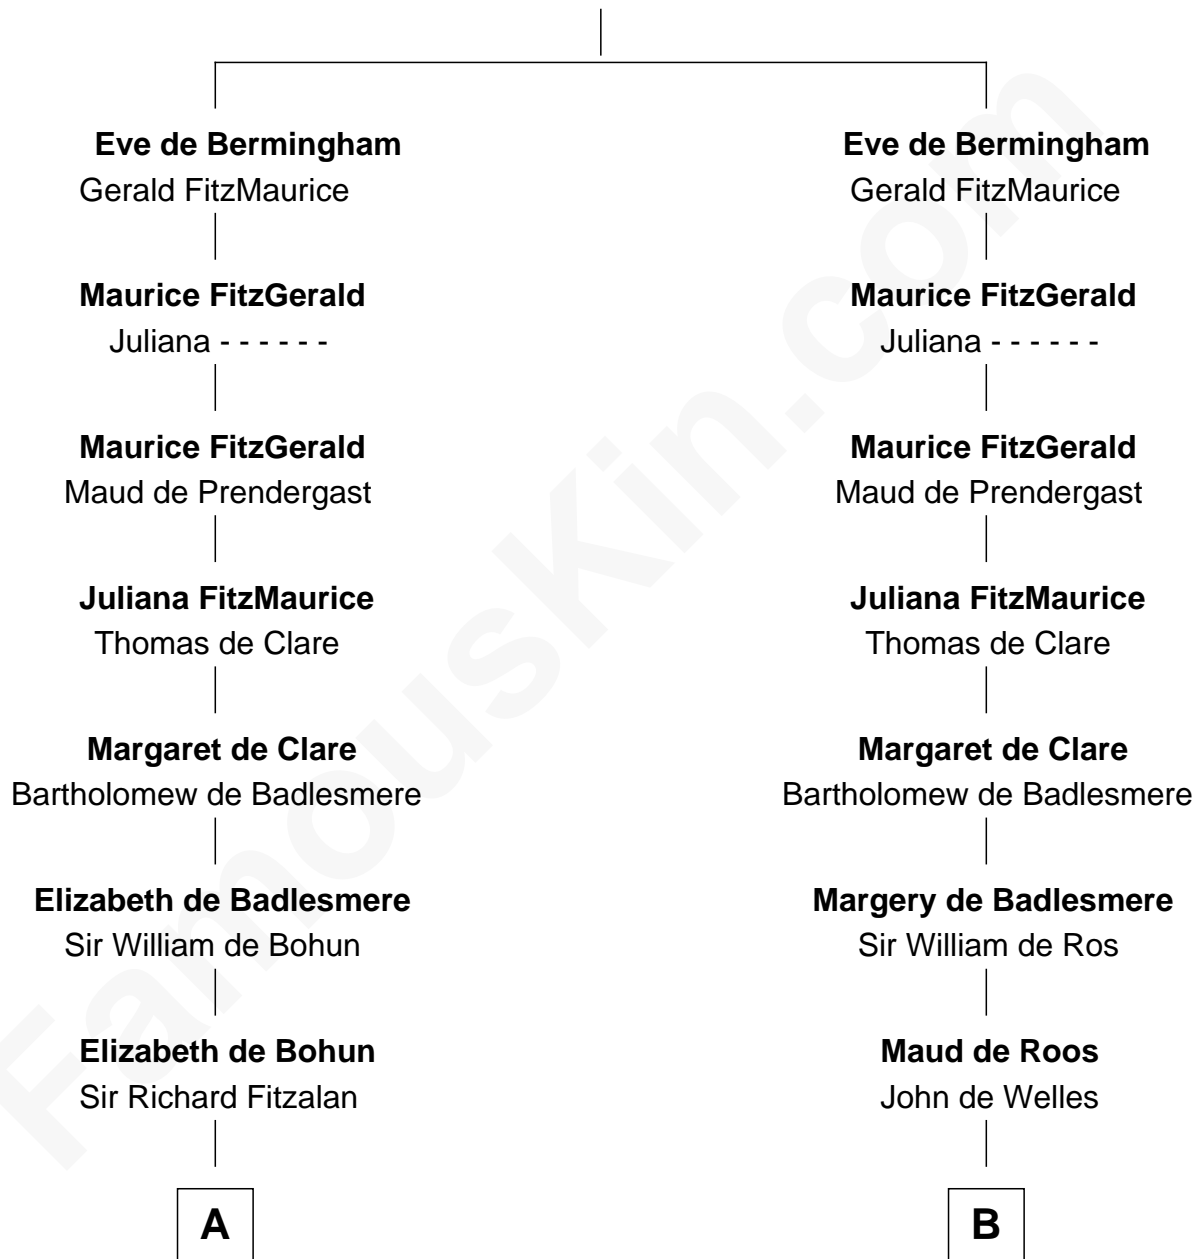 Eve de Bermingham
Gerald FitzMaurice
Maurice FitzGerald
Juliana - - - - - -
Maurice FitzGerald
Maud de Prendergast
Juliana FitzMaurice
Thomas de Clare
Margaret de Clare
Bartholomew de Badlesmere
Elizabeth de Badlesmere
Sir William de Bohun
Elizabeth de Bohun
Sir Richard Fitzalan
A
Eve de Bermingham
Gerald FitzMaurice
Maurice FitzGerald
Juliana - - - - - -
Maurice FitzGerald
Maud de Prendergast
Juliana FitzMaurice
Thomas de Clare
Margaret de Clare
Bartholomew de Badlesmere
Margery de Badlesmere
Sir William de Ros
Maud de Roos
John de Welles
B
FamousKin.com